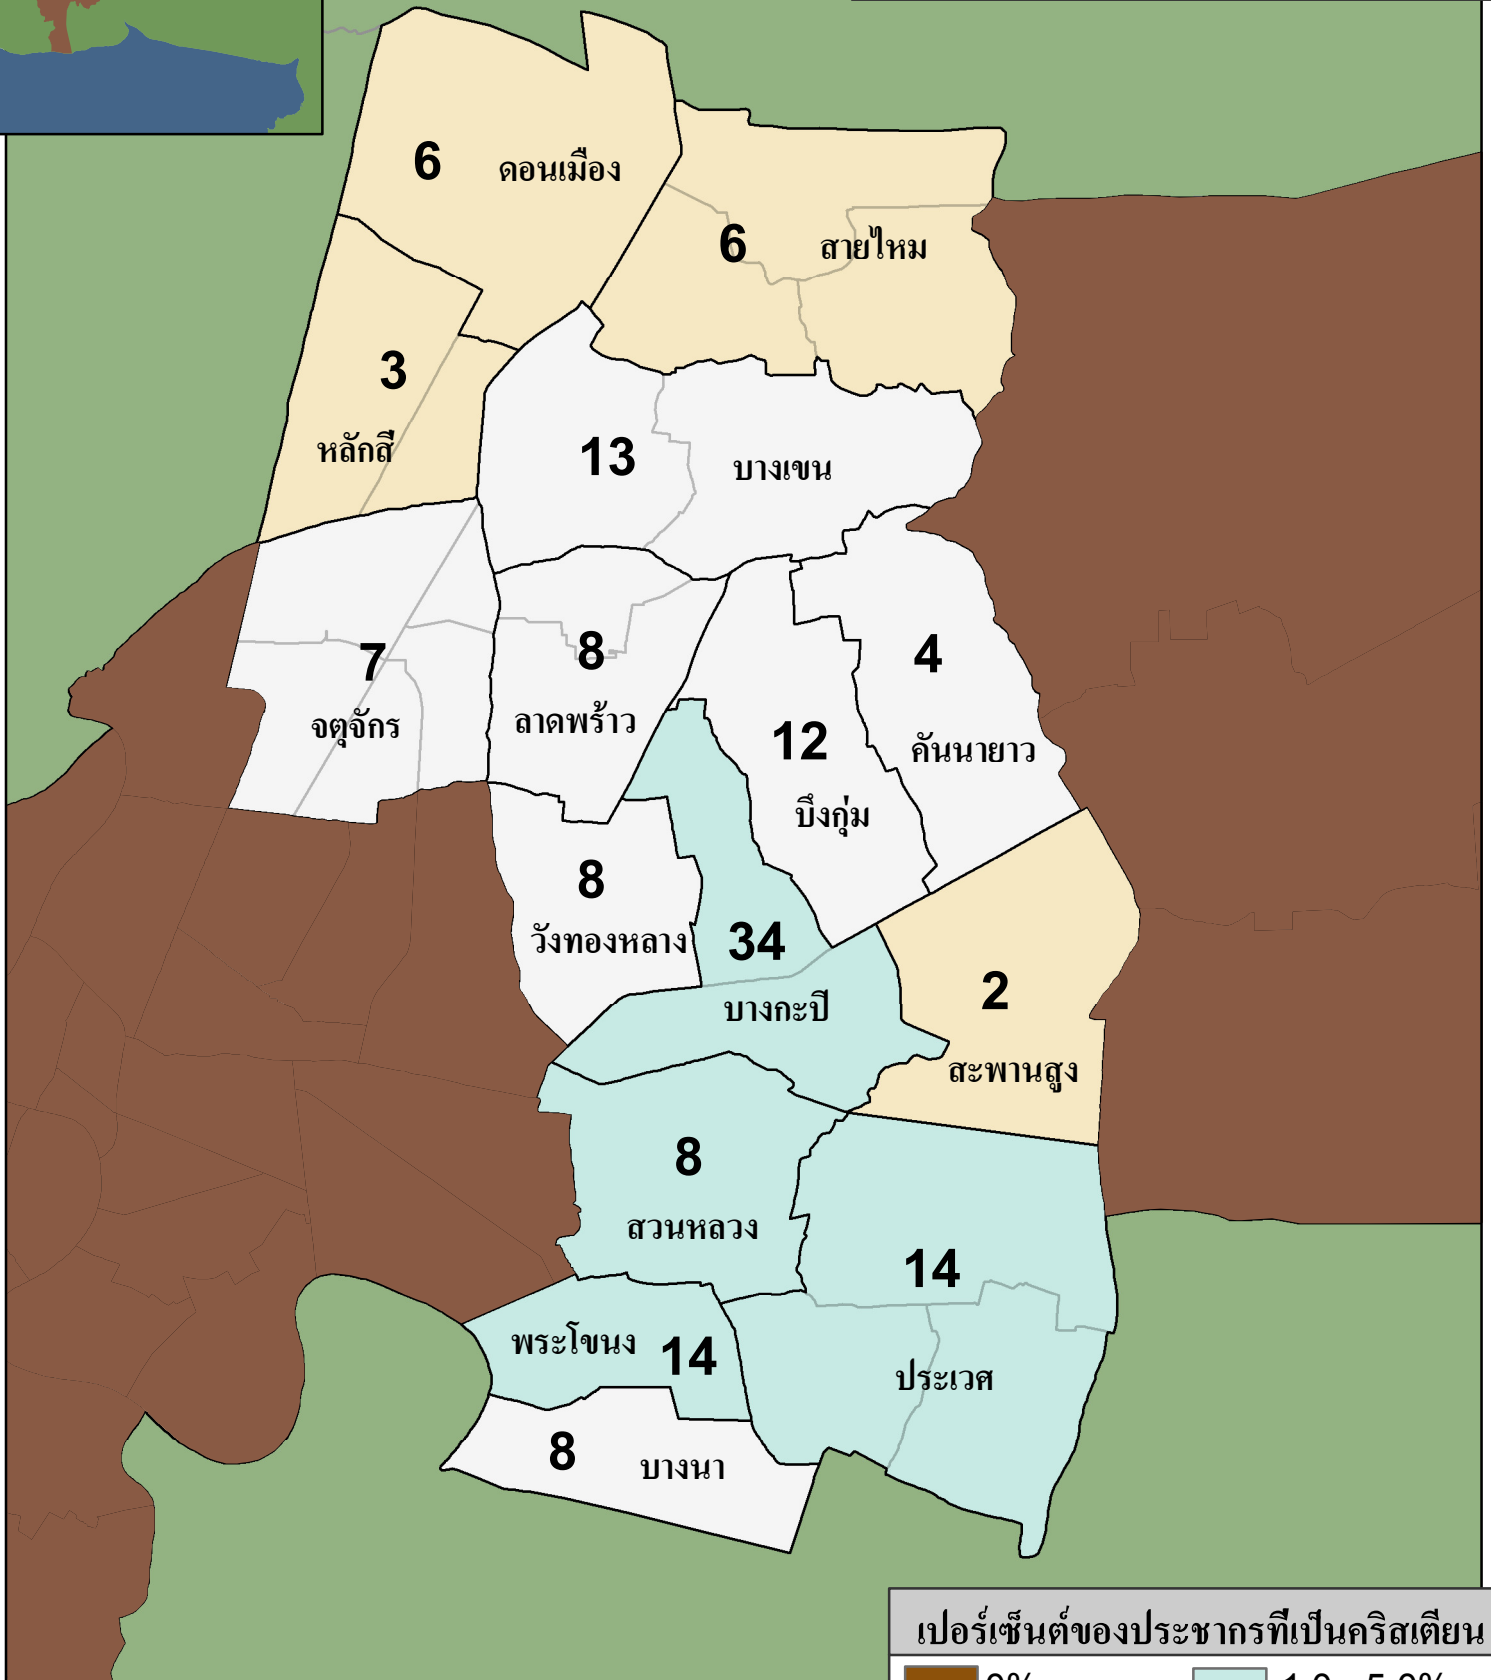 6 ดอนเมือง
6 สายไหม
3
หลักสี่
13 บางเขน
7
จตุจักร
8
ลาดพร้าว
4
คันนายาว
12
บึงกุ่ม
8
วังทองหลาง
34
บางกะปี
2
สะพานสูง
8
สวนหลวง
14
ประเวศ
พระโขนง 14
8 บางนา
เปอร์เซ็นต์ของประชากรที่เป็นคริสเตียน